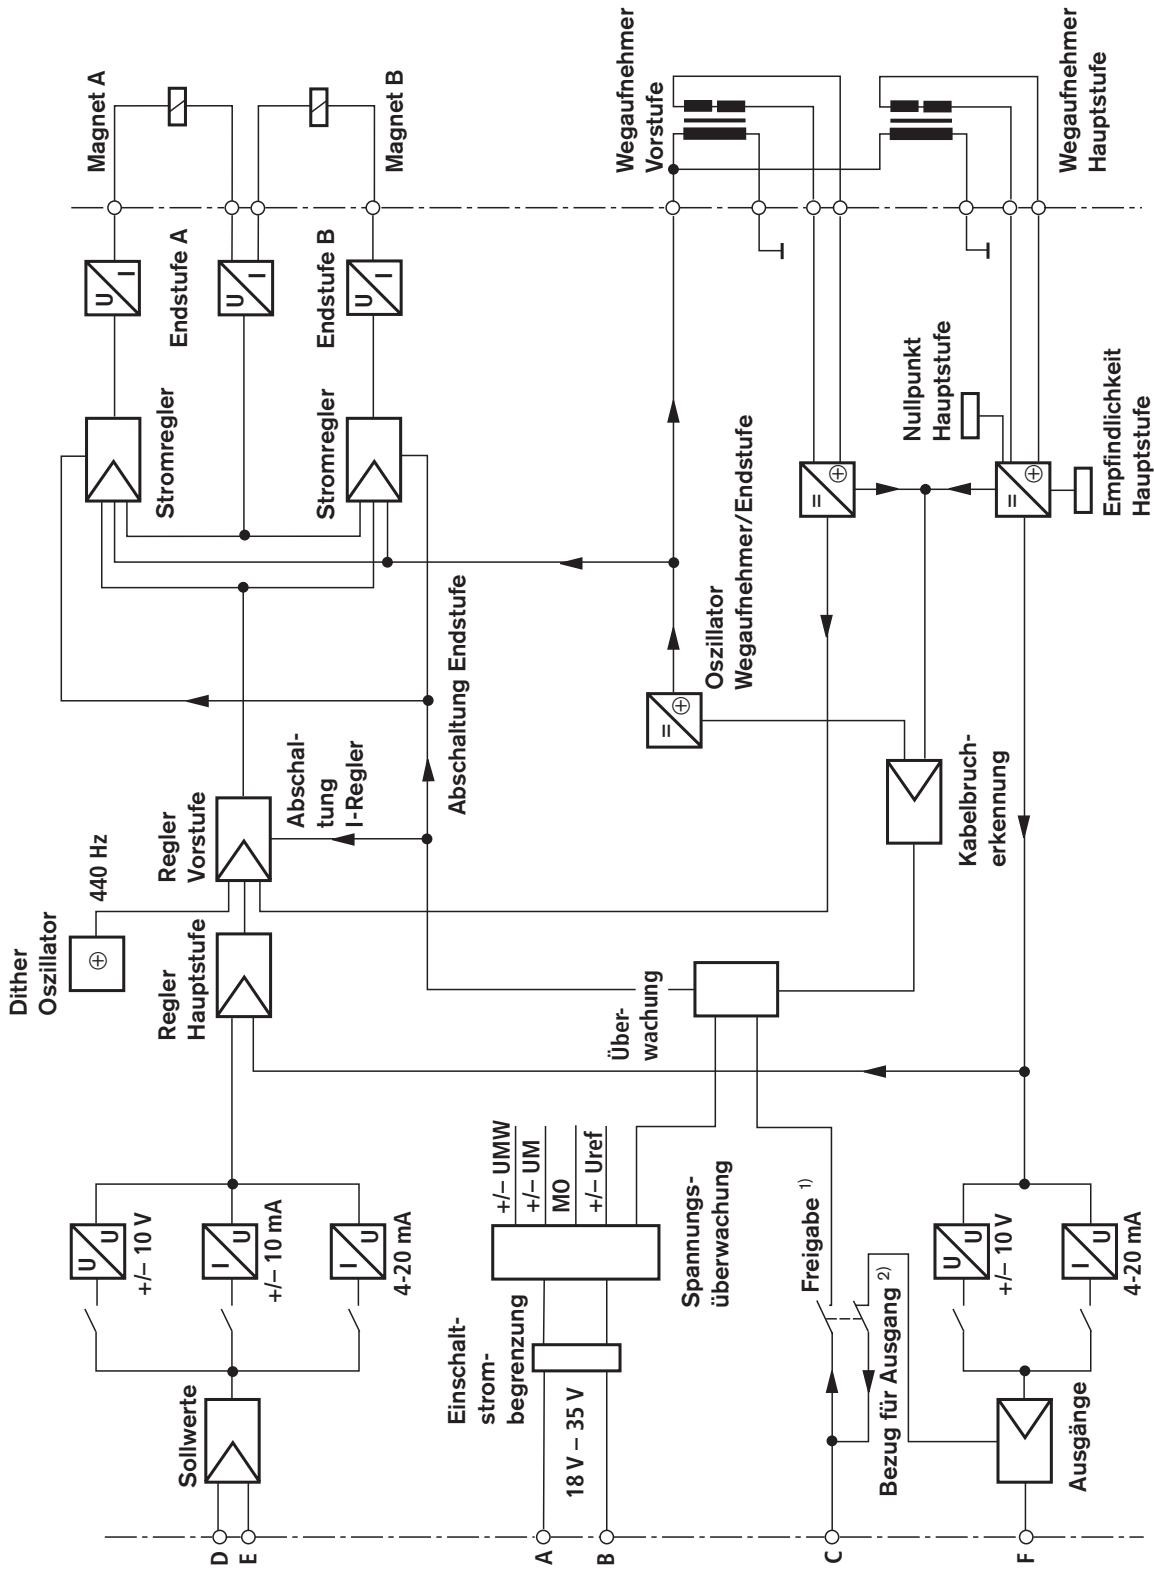 Magnet A
Magnet B
Wegaufnehmer
Vorstufe
Wegaufnehmer
Hauptstufe
U
I
Endstufe A
U
I
Endstufe B
U
I
Stromregler
Stromregler
Nullpunkt
Hauptstufe
Empfindlichkeit
Hauptstufe
=
=
Oszillator
Wegaufnehmer/Endstufe
=
Abschaltung Endstufe
Abschal-
tung
I-Regler
Regler
Vorstufe
440 Hz
Dither
Oszillator
Regler
Hauptstufe
Kabelbruch-
erkennung
Über-
wachung
U
U
+/– 10 V
I
U
+/– 10 mA
I
U
4-20 mA
Sollwerte
D
E
+/– UMW
+/– UM
MO
+/– Uref
Spannungs-
überwachung
Einschalt-
strom-
begrenzung
18 V – 35 V
A
B
Freigabe 1)
Bezug für Ausgang 2)
C
U
U
+/– 10 V
I
U
4-20 mA
Ausgänge
F